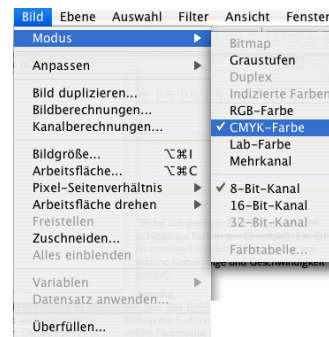 Bild Ebene Auswahl Filter Ansicht Fenster
Modus
Anpassen
Bild duplizieren...
Bildberechnungen...
Kanalberechnungen...
Bildgröße... ⌥⌘I
Arbeitsfläche... ⌥⌘C
Pixel-Seitenverhältnis
Arbeitsfläche drehen
Freistellen
Zuschneiden...
Alles einblenden
Variablen
Datensatz anwenden...
Überfüllen...
Bitmap
Graustufen
Duplex
Indizierte Farben
RGB-Farbe
✓ CMYK-Farbe
Lab-Farbe
Mehrkanal
✓ 8-Bit-Kanal
16-Bit-Kanal
32-Bit-Kanal
Farbtabelle...
und Geschwindigkeit